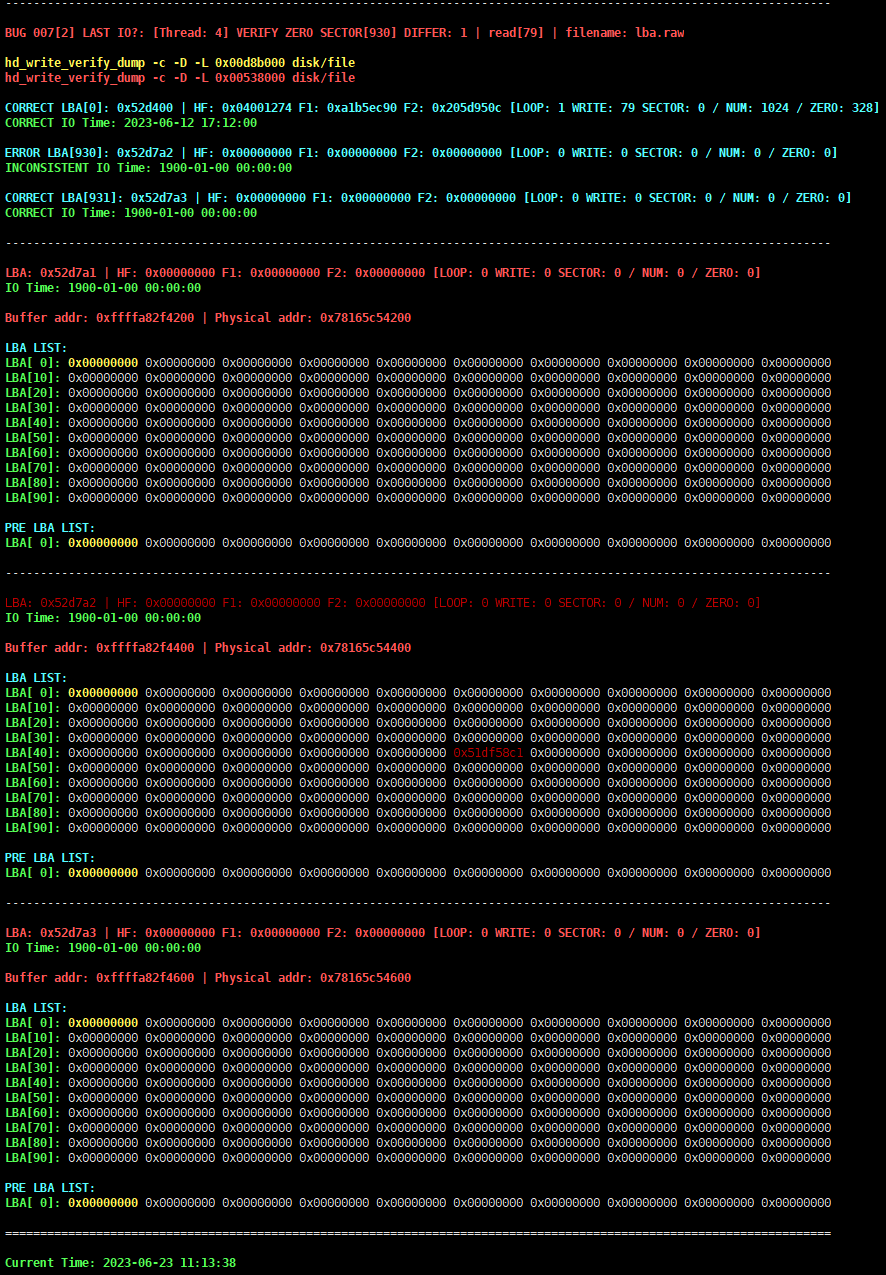 ----------------------------------------------------------------------------------------------------------------------
BUG 007[2] LAST IO?: [Thread: 4] VERIFY ZERO SECTOR[930] DIFFER: 1 | read[79] | filename: lba.raw
hd_write_verify_dump -c -D -L 0x00d8b000 disk/file
hd_write_verify_dump -c -D -L 0x00538000 disk/file
CORRECT LBA[0]: 0x52d400 | HF: 0x04001274 F1: 0xa1b5ec90 F2: 0x205d950c [LOOP: 1 WRITE: 79 SECTOR: 0 / NUM: 1024 / ZERO: 328]
CORRECT IO Time: 2023-06-12 17:12:00
ERROR LBA[930]: 0x52d7a2 | HF: 0x00000000 F1: 0x00000000 F2: 0x00000000 [LOOP: 0 WRITE: 0 SECTOR: 0 / NUM: 0 / ZERO: 0]
INCONSISTENT IO Time: 1900-01-00 00:00:00
CORRECT LBA[931]: 0x52d7a3 | HF: 0x00000000 F1: 0x00000000 F2: 0x00000000 [LOOP: 0 WRITE: 0 SECTOR: 0 / NUM: 0 / ZERO: 0]
CORRECT IO Time: 1900-01-00 00:00:00
----------------------------------------------------------------------------------------------------------------------
LBA: 0x52d7a1 | HF: 0x00000000 F1: 0x00000000 F2: 0x00000000 [LOOP: 0 WRITE: 0 SECTOR: 0 / NUM: 0 / ZERO: 0]
IO Time: 1900-01-00 00:00:00
Buffer addr: 0xffffa82f4200 | Physical addr: 0x78165c54200
LBA LIST:
LBA[ 0]: 0x00000000 0x00000000 0x00000000 0x00000000 0x00000000 0x00000000 0x00000000 0x00000000 0x00000000 0x00000000
LBA[10]: 0x00000000 0x00000000 0x00000000 0x00000000 0x00000000 0x00000000 0x00000000 0x00000000 0x00000000 0x00000000
LBA[20]: 0x00000000 0x00000000 0x00000000 0x00000000 0x00000000 0x00000000 0x00000000 0x00000000 0x00000000 0x00000000
LBA[30]: 0x00000000 0x00000000 0x00000000 0x00000000 0x00000000 0x00000000 0x00000000 0x00000000 0x00000000 0x00000000
LBA[40]: 0x00000000 0x00000000 0x00000000 0x00000000 0x00000000 0x00000000 0x00000000 0x00000000 0x00000000 0x00000000
LBA[50]: 0x00000000 0x00000000 0x00000000 0x00000000 0x00000000 0x00000000 0x00000000 0x00000000 0x00000000 0x00000000
LBA[60]: 0x00000000 0x00000000 0x00000000 0x00000000 0x00000000 0x00000000 0x00000000 0x00000000 0x00000000 0x00000000
LBA[70]: 0x00000000 0x00000000 0x00000000 0x00000000 0x00000000 0x00000000 0x00000000 0x00000000 0x00000000 0x00000000
LBA[80]: 0x00000000 0x00000000 0x00000000 0x00000000 0x00000000 0x00000000 0x00000000 0x00000000 0x00000000 0x00000000
LBA[90]: 0x00000000 0x00000000 0x00000000 0x00000000 0x00000000 0x00000000 0x00000000 0x00000000 0x00000000 0x00000000
PRE LBA LIST:
LBA[ 0]: 0x00000000 0x00000000 0x00000000 0x00000000 0x00000000 0x00000000 0x00000000 0x00000000 0x00000000 0x00000000
----------------------------------------------------------------------------------------------------------------------
LBA: 0x52d7a2 | HF: 0x00000000 F1: 0x00000000 F2: 0x00000000 [LOOP: 0 WRITE: 0 SECTOR: 0 / NUM: 0 / ZERO: 0]
IO Time: 1900-01-00 00:00:00
Buffer addr: 0xffffa82f4400 | Physical addr: 0x78165c54400
LBA LIST:
LBA[ 0]: 0x00000000 0x00000000 0x00000000 0x00000000 0x00000000 0x00000000 0x00000000 0x00000000 0x00000000 0x00000000
LBA[10]: 0x00000000 0x00000000 0x00000000 0x00000000 0x00000000 0x00000000 0x00000000 0x00000000 0x00000000 0x00000000
LBA[20]: 0x00000000 0x00000000 0x00000000 0x00000000 0x00000000 0x00000000 0x00000000 0x00000000 0x00000000 0x00000000
LBA[30]: 0x00000000 0x00000000 0x00000000 0x00000000 0x00000000 0x00000000 0x00000000 0x00000000 0x00000000 0x00000000
LBA[40]: 0x00000000 0x00000000 0x00000000 0x00000000 0x00000000 0x51df58c1 0x00000000 0x00000000 0x00000000 0x00000000
LBA[50]: 0x00000000 0x00000000 0x00000000 0x00000000 0x00000000 0x00000000 0x00000000 0x00000000 0x00000000 0x00000000
LBA[60]: 0x00000000 0x00000000 0x00000000 0x00000000 0x00000000 0x00000000 0x00000000 0x00000000 0x00000000 0x00000000
LBA[70]: 0x00000000 0x00000000 0x00000000 0x00000000 0x00000000 0x00000000 0x00000000 0x00000000 0x00000000 0x00000000
LBA[80]: 0x00000000 0x00000000 0x00000000 0x00000000 0x00000000 0x00000000 0x00000000 0x00000000 0x00000000 0x00000000
LBA[90]: 0x00000000 0x00000000 0x00000000 0x00000000 0x00000000 0x00000000 0x00000000 0x00000000 0x00000000 0x00000000
PRE LBA LIST:
LBA[ 0]: 0x00000000 0x00000000 0x00000000 0x00000000 0x00000000 0x00000000 0x00000000 0x00000000 0x00000000 0x00000000
----------------------------------------------------------------------------------------------------------------------
LBA: 0x52d7a3 | HF: 0x00000000 F1: 0x00000000 F2: 0x00000000 [LOOP: 0 WRITE: 0 SECTOR: 0 / NUM: 0 / ZERO: 0]
IO Time: 1900-01-00 00:00:00
Buffer addr: 0xffffa82f4600 | Physical addr: 0x78165c54600
LBA LIST:
LBA[ 0]: 0x00000000 0x00000000 0x00000000 0x00000000 0x00000000 0x00000000 0x00000000 0x00000000 0x00000000 0x00000000
LBA[10]: 0x00000000 0x00000000 0x00000000 0x00000000 0x00000000 0x00000000 0x00000000 0x00000000 0x00000000 0x00000000
LBA[20]: 0x00000000 0x00000000 0x00000000 0x00000000 0x00000000 0x00000000 0x00000000 0x00000000 0x00000000 0x00000000
LBA[30]: 0x00000000 0x00000000 0x00000000 0x00000000 0x00000000 0x00000000 0x00000000 0x00000000 0x00000000 0x00000000
LBA[40]: 0x00000000 0x00000000 0x00000000 0x00000000 0x00000000 0x00000000 0x00000000 0x00000000 0x00000000 0x00000000
LBA[50]: 0x00000000 0x00000000 0x00000000 0x00000000 0x00000000 0x00000000 0x00000000 0x00000000 0x00000000 0x00000000
LBA[60]: 0x00000000 0x00000000 0x00000000 0x00000000 0x00000000 0x00000000 0x00000000 0x00000000 0x00000000 0x00000000
LBA[70]: 0x00000000 0x00000000 0x00000000 0x00000000 0x00000000 0x00000000 0x00000000 0x00000000 0x00000000 0x00000000
LBA[80]: 0x00000000 0x00000000 0x00000000 0x00000000 0x00000000 0x00000000 0x00000000 0x00000000 0x00000000 0x00000000
LBA[90]: 0x00000000 0x00000000 0x00000000 0x00000000 0x00000000 0x00000000 0x00000000 0x00000000 0x00000000 0x00000000
PRE LBA LIST:
LBA[ 0]: 0x00000000 0x00000000 0x00000000 0x00000000 0x00000000 0x00000000 0x00000000 0x00000000 0x00000000 0x00000000
======================================================================================================================
Current Time: 2023-06-23 11:13:38